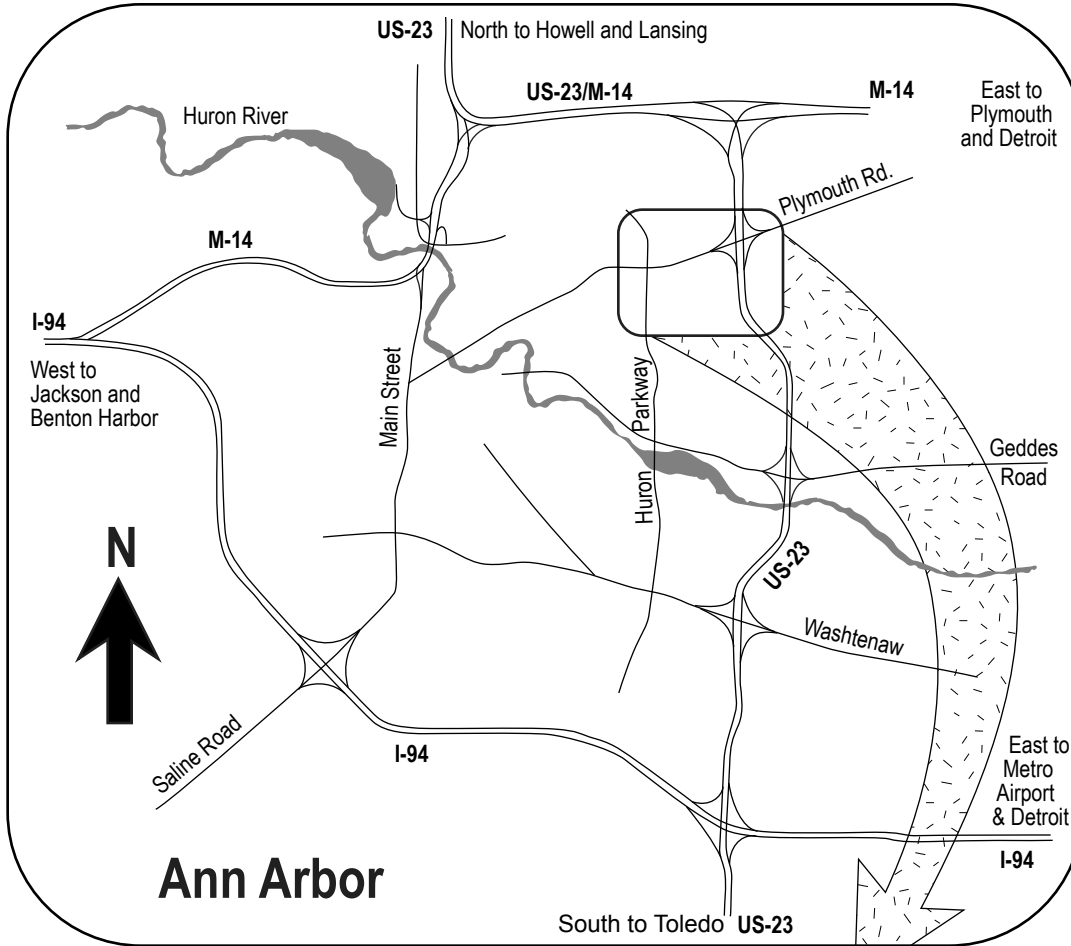 US-23 North to Howell and Lansing
US-23/M-14
M-14
East to
Plymouth
and Detroit
Huron River
Plymouth Rd.
M-14
I-94
West to
Jackson and
Benton Harbor
Main Street
Huron Parkway
Geddes
Road
N
US-23
Washtenaw
Saline Road
I-94
East to
Metro
Airport
& Detroit
I-94
Ann Arbor
South to Toledo US-23